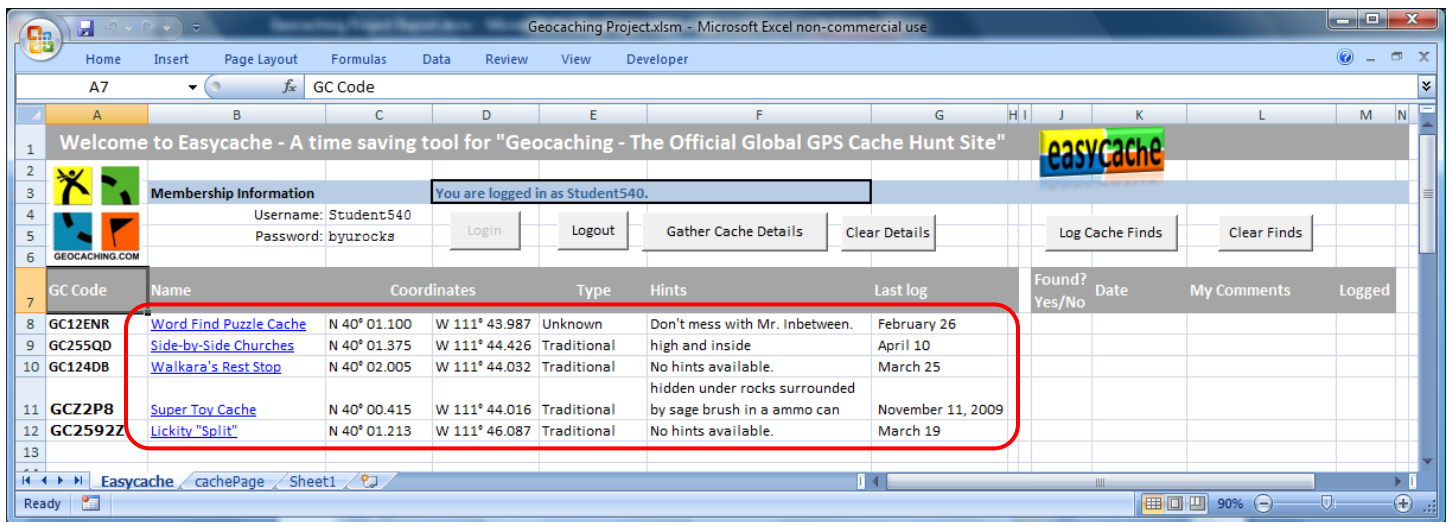 Geocaching Project.xlsm - Microsoft Excel non-commercial use
Home Insert Page Layout Formulas Data Review View Developer
A7 fx GC Code
A B C D E F G H I J K L M N
1 Welcome to Easycache - A time saving tool for "Geocaching - The Official Global GPS Cache Hunt Site" easycache
2
3 Membership Information You are logged in as Student540.
4 Username: Student540
5 Password: byurocks
Login Logout Gather Cache Details Clear Details Log Cache Finds Clear Finds
6 GEOCACHING.COM
7 GC Code Name Coordinates Type Hints Last log Found? Yes/No Date My Comments Logged
8 GC12ENR Word Find Puzzle Cache N 40° 01.100 W 111° 43.987 Unknown Don't mess with Mr. Inbetween. February 26
9 GC255QD Side-by-Side Churches N 40° 01.375 W 111° 44.426 Traditional high and inside April 10
10 GC124DB Walkara's Rest Stop N 40° 02.005 W 111° 44.032 Traditional No hints available. March 25
hidden under rocks surrounded
11 GCZ2P8 Super Toy Cache N 40° 00.415 W 111° 44.016 Traditional by sage brush in a ammo can November 11, 2009
12 GC2592Z Lickity "Split" N 40° 01.213 W 111° 46.087 Traditional No hints available. March 19
13
Easycache cachePage Sheet1
Ready 90%